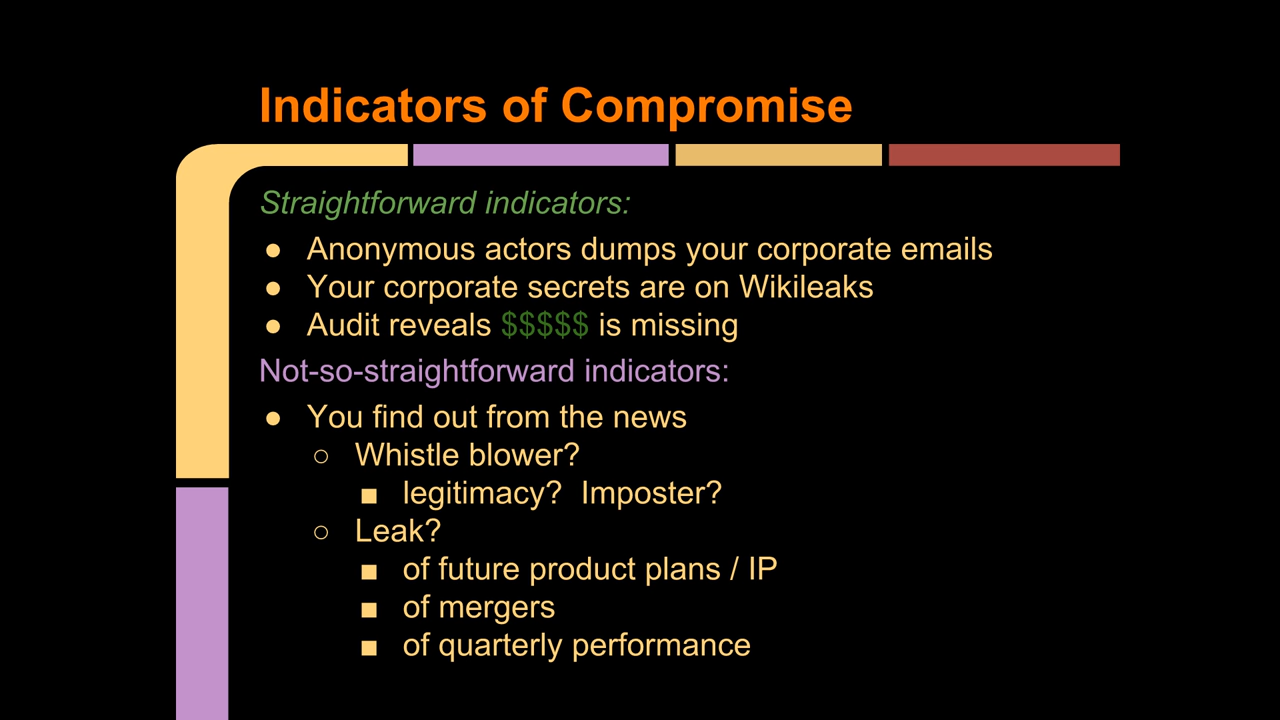 Indicators of Compromise
Straightforward indicators:
● Anonymous actors dumps your corporate emails
● Your corporate secrets are on Wikileaks
● Audit reveals $$$$$ is missing
Not-so-straightforward indicators:
● You find out from the news
○ Whistle blower?
■ legitimacy?  Imposter?
○ Leak?
■ of future product plans / IP
■ of mergers
■ of quarterly performance